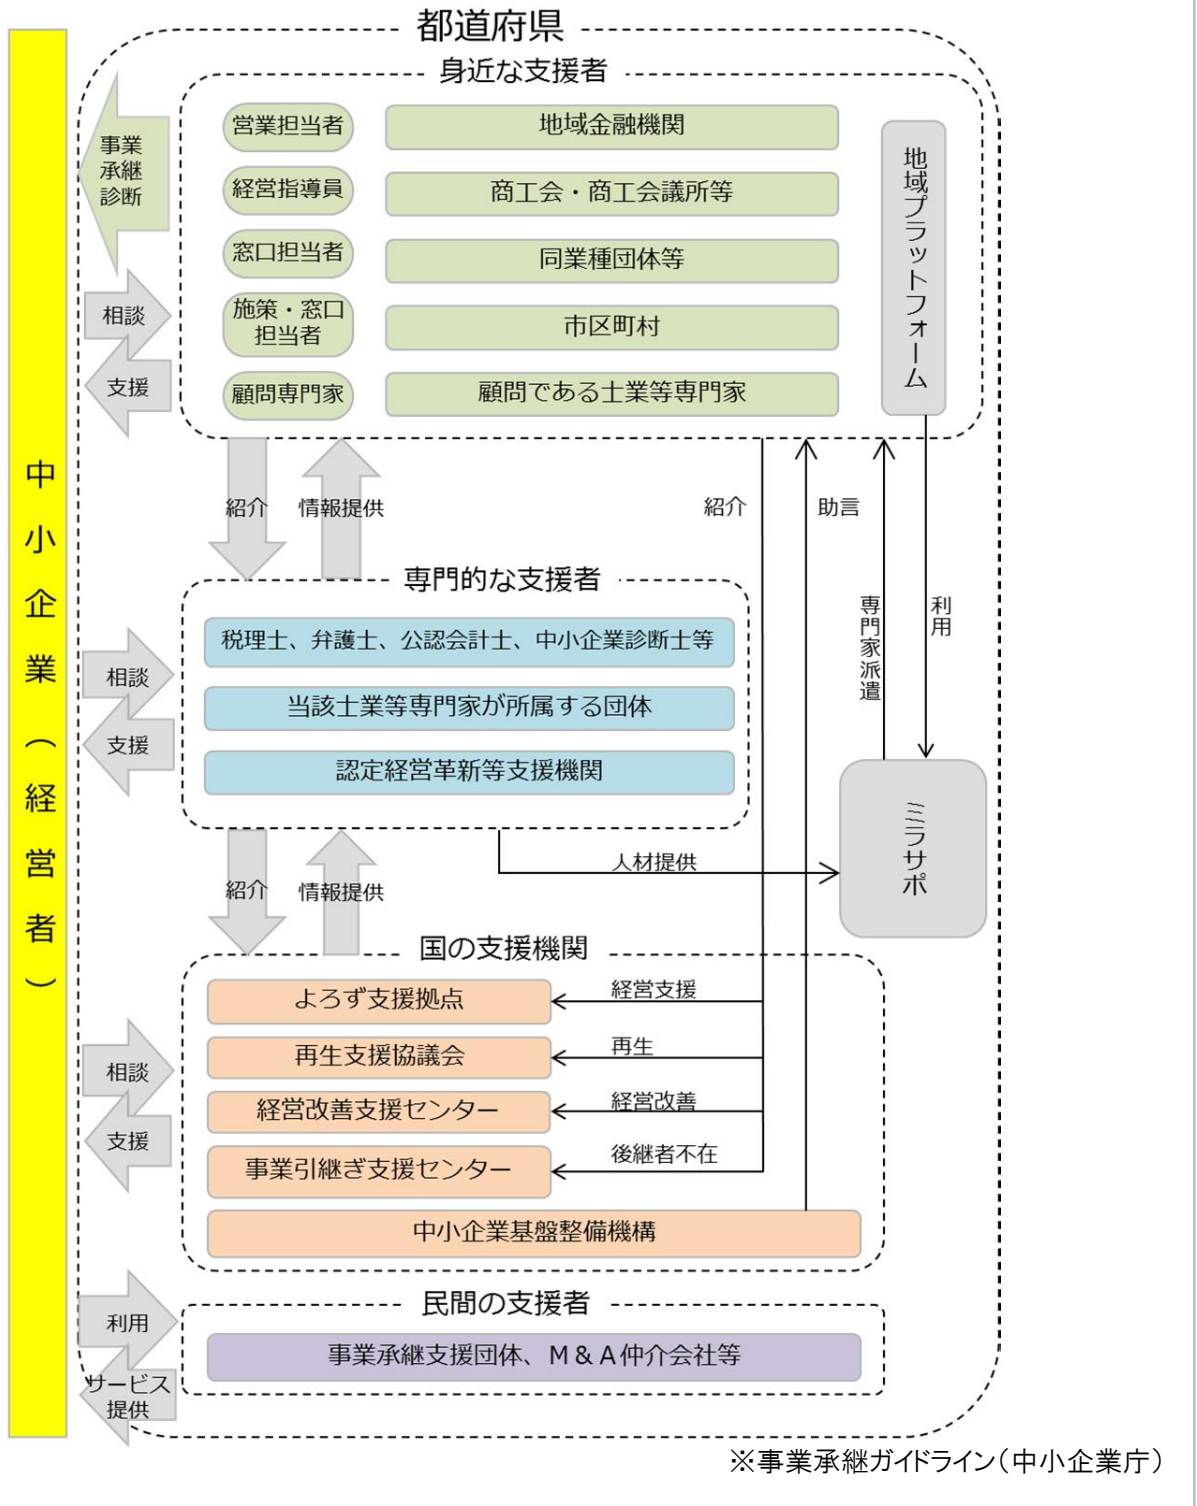 都道府県
身近な支援者
事業
承継
診断
営業担当者
地域金融機関
経営指導員
商工会・商工会議所等
窓口担当者
同業種団体等
施策・窓口
担当者
市区町村
顧問専門家
顧問である士業等専門家
地域プラットフォーム
相談
支援
中小企業（経営者）
紹介
情報提供
紹介
助言
専門家派遣
利用
専門的な支援者
税理士、弁護士、公認会計士、中小企業診断士等
当該士業等専門家が所属する団体
認定経営革新等支援機関
相談
支援
ミラサポ
人材提供
紹介
情報提供
国の支援機関
よろず支援拠点
経営支援
再生支援協議会
再生
経営改善支援センター
経営改善
事業引継ぎ支援センター
後継者不在
中小企業基盤整備機構
相談
支援
民間の支援者
事業承継支援団体、Ｍ＆Ａ仲介会社等
利用
サービス
提供
※事業承継ガイドライン（中小企業庁）